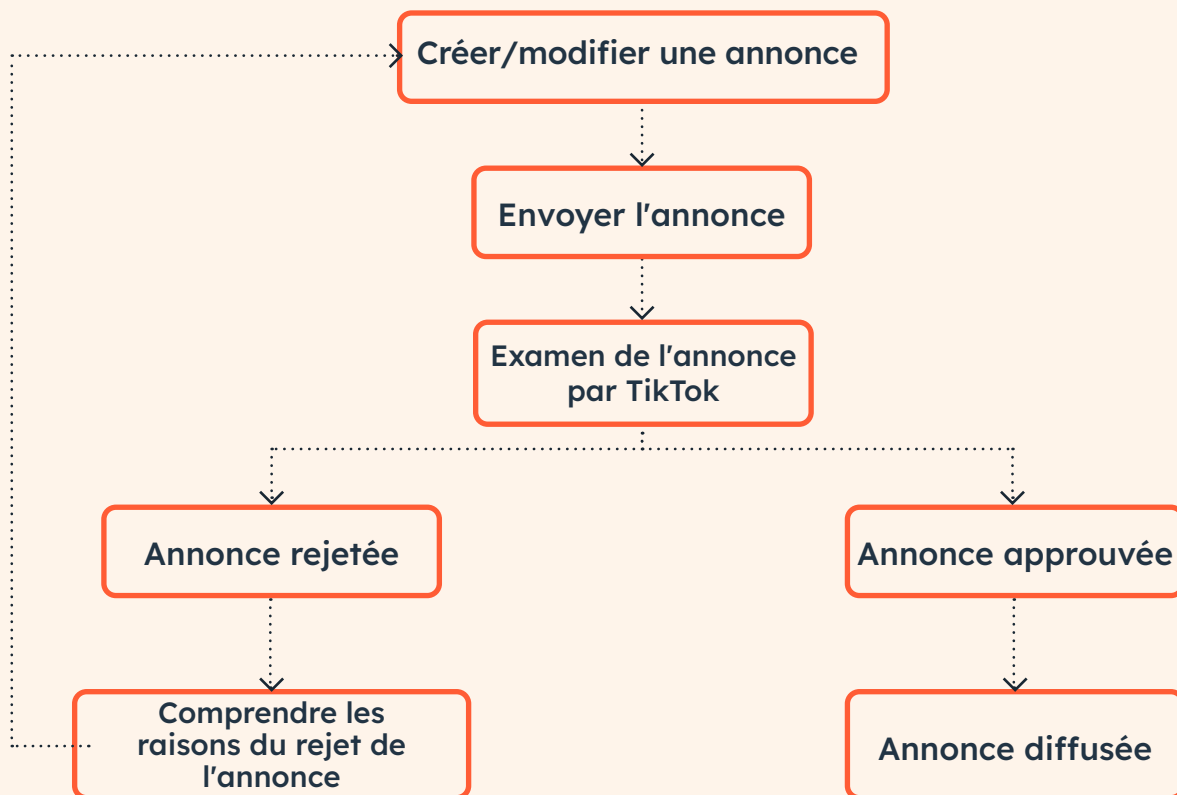 Créer/modifier une annonce
Envoyer l'annonce
Examen de l'annonce
par TikTok
Annonce rejetée
Annonce approuvée
Comprendre les
raisons du rejet de
l'annonce
Annonce diffusée